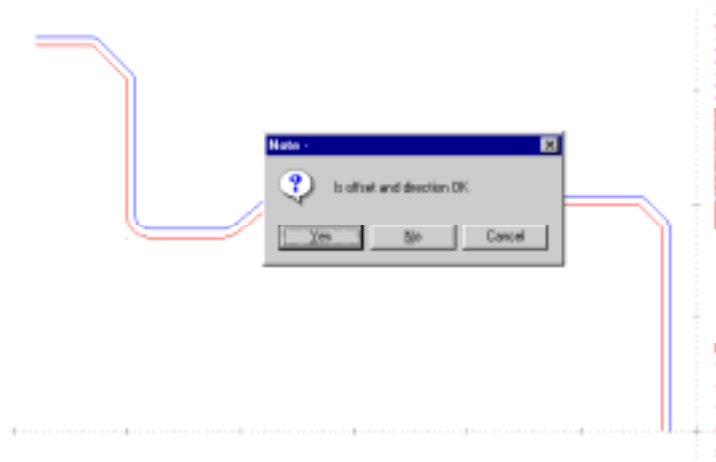 Note -
Is offset and direction OK
Yes No Cancel